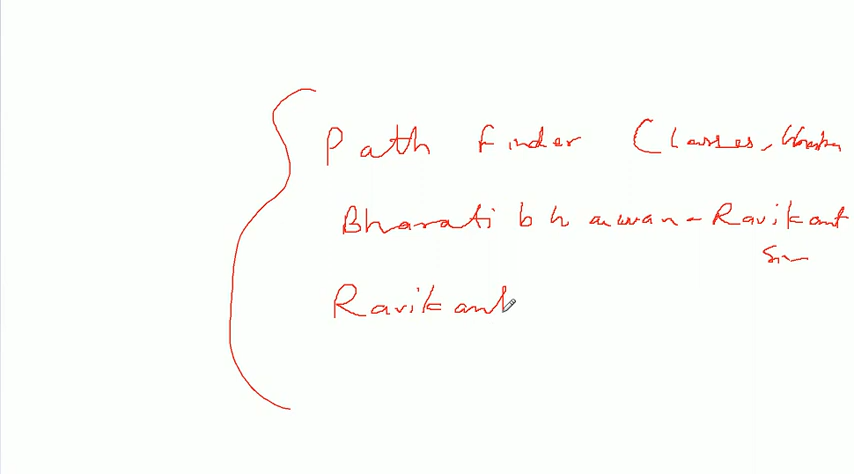 Path Finder Classes,
Bharati bhawan - Ravikant
Sir
Ravikant